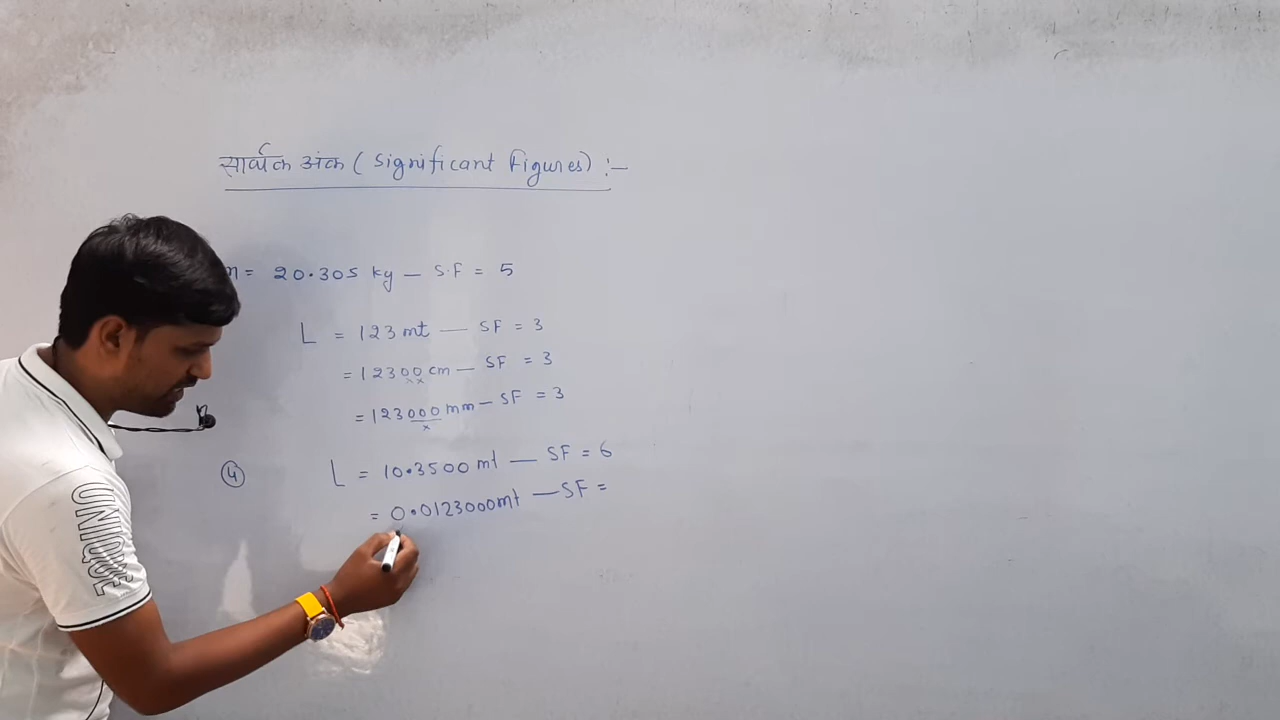 सार्थक अंक ( Significant Figures) :-
m = 20.305 kg — S.F = 5
L = 123 mt — SF = 3
= 12300 cm — SF = 3
xx
= 123000 mm — SF = 3
x
④ L = 10.3500 mt — SF = 6
= 0.0123000mt — SF =
UNIQUE